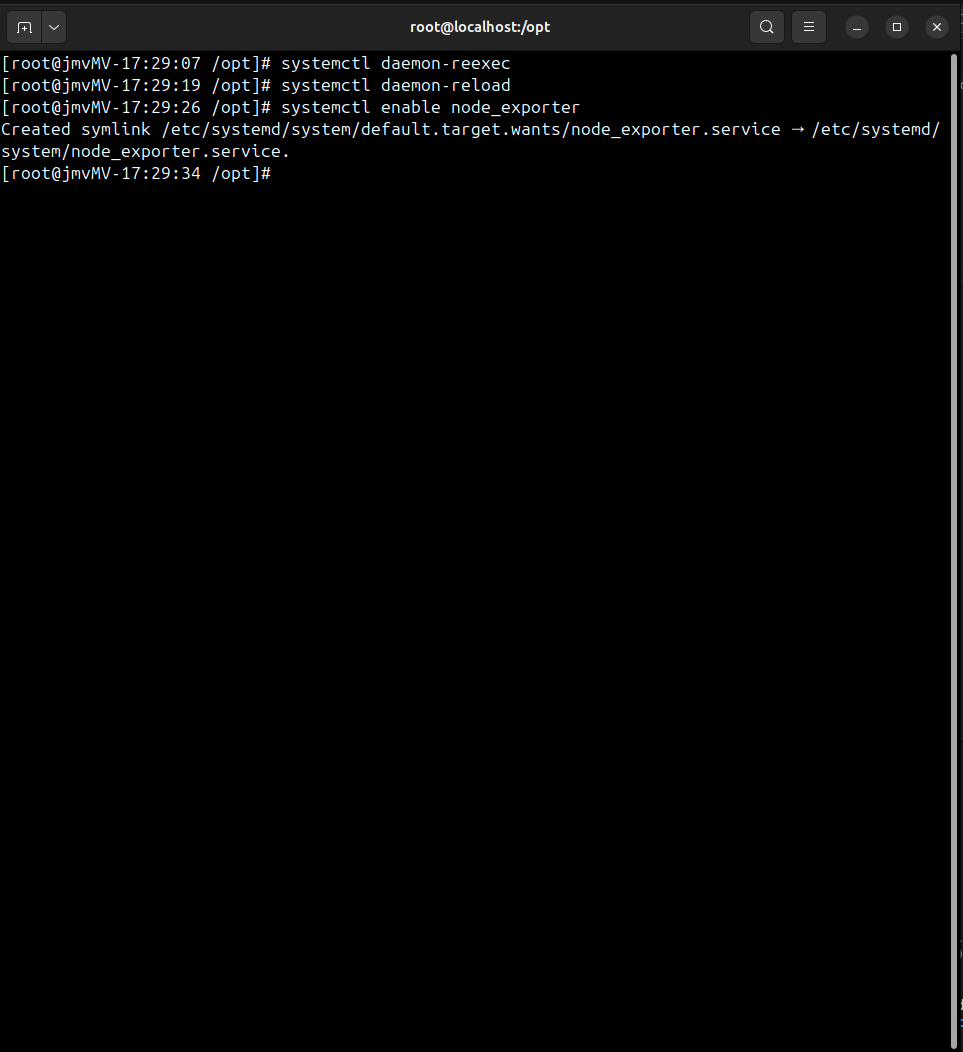 root@localhost:/opt
[root@jmvMV-17:29:07 /opt]# systemctl daemon-reexec
[root@jmvMV-17:29:19 /opt]# systemctl daemon-reload
[root@jmvMV-17:29:26 /opt]# systemctl enable node_exporter
Created symlink /etc/systemd/system/default.target.wants/node_exporter.service → /etc/systemd/
system/node_exporter.service.
[root@jmvMV-17:29:34 /opt]#